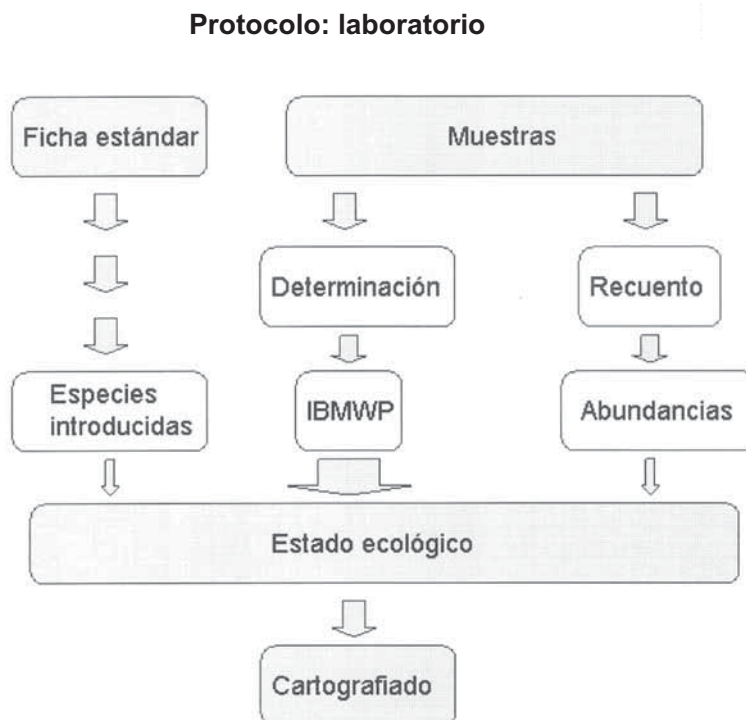 Protocolo: laboratorio
Ficha estándar
Muestras
Determinación
Recuento
Especies
introducidas
IBMWP
Abundancias
Estado ecológico
Cartografiado